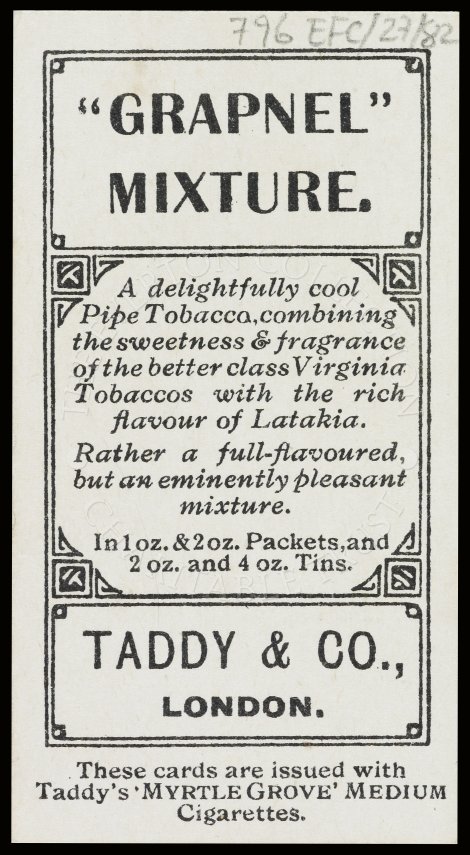 796 EFC/27/82
"GRAPNEL"
MIXTURE.
A delightfully cool
Pipe Tobacco, combining
the sweetness & fragrance
of the better class Virginia
Tobaccos with the rich
flavour of Latakia.
Rather a full-flavoured,
but an eminently pleasant
mixture.
In 1 oz. & 2 oz. Packets, and
2 oz. and 4 oz. Tins.
TADDY & CO.,
LONDON.
These cards are issued with
Taddy's 'MYRTLE GROVE' MEDIUM
Cigarettes.